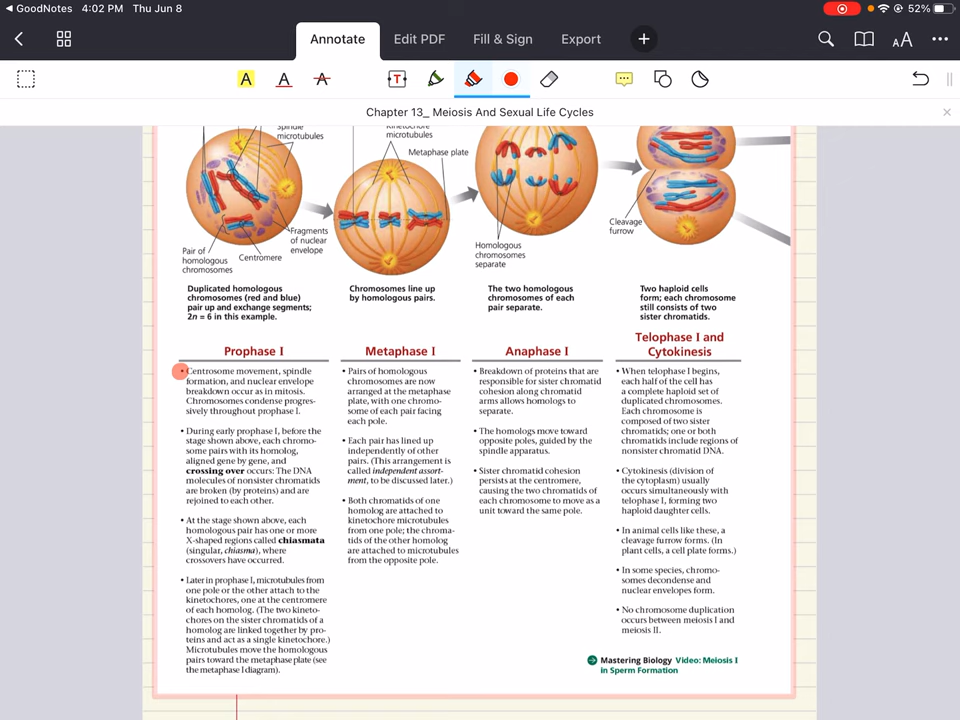 GoodNotes 4:02 PM Thu Jun 8 52%
Annotate Edit PDF Fill & Sign Export
Chapter 13_ Meiosis And Sexual Life Cycles
Spindle
microtubules
Kinetochore
microtubules
Metaphase plate
Pair of
homologous
chromosomes
Centromere
Fragments
of nuclear
envelope
Homologous
chromosomes
separate
Cleavage
furrow
Duplicated homologous
chromosomes (red and blue)
pair up and exchange segments;
2n = 6 in this example.
Chromosomes line up
by homologous pairs.
The two homologous
chromosomes of each
pair separate.
Two haploid cells
form; each chromosome
still consists of two
sister chromatids.
Prophase I
• Centrosome movement, spindle
formation, and nuclear envelope
breakdown occur as in mitosis.
Chromosomes condense progres-
sively throughout prophase I.
• During early prophase I, before the
stage shown above, each chromo-
some pairs with its homolog,
aligned gene by gene, and
crossing over occurs: The DNA
molecules of nonsister chromatids
are broken (by proteins) and are
rejoined to each other.
• At the stage shown above, each
homologous pair has one or more
X-shaped regions called chiasmata
(singular, chiasma), where
crossovers have occurred.
• Later in prophase I, microtubules from
one pole or the other attach to the
kinetochores, one at the centromere
of each homolog. (The two kineto-
chores on the sister chromatids of a
homolog are linked together by pro-
teins and act as a single kinetochore.)
Microtubules move the homologous
pairs toward the metaphase plate (see
the metaphase I diagram).
Metaphase I
• Pairs of homologous
chromosomes are now
arranged at the metaphase
plate, with one chromo-
some of each pair facing
each pole.
• Each pair has lined up
independently of other
pairs. (This arrangement is
called independent assort-
ment, to be discussed later.)
• Both chromatids of one
homolog are attached to
kinetochore microtubules
from one pole; the chroma-
tids of the other homolog
are attached to microtubules
from the opposite pole.
Anaphase I
• Breakdown of proteins that are
responsible for sister chromatid
cohesion along chromatid
arms allows homologs to
separate.
• The homologs move toward
opposite poles, guided by the
spindle apparatus.
• Sister chromatid cohesion
persists at the centromere,
causing the two chromatids of
each chromosome to move as a
unit toward the same pole.
Telophase I and
Cytokinesis
• When telophase I begins,
each half of the cell has
a complete haploid set of
duplicated chromosomes.
Each chromosome is
composed of two sister
chromatids; one or both
chromatids include regions of
nonsister chromatid DNA.
• Cytokinesis (division of
the cytoplasm) usually
occurs simultaneously with
telophase I, forming two
haploid daughter cells.
• In animal cells like these, a
cleavage furrow forms. (In
plant cells, a cell plate forms.)
• In some species, chromo-
somes decondense and
nuclear envelopes form.
• No chromosome duplication
occurs between meiosis I and
meiosis II.
Mastering Biology Video: Meiosis I
in Sperm Formation